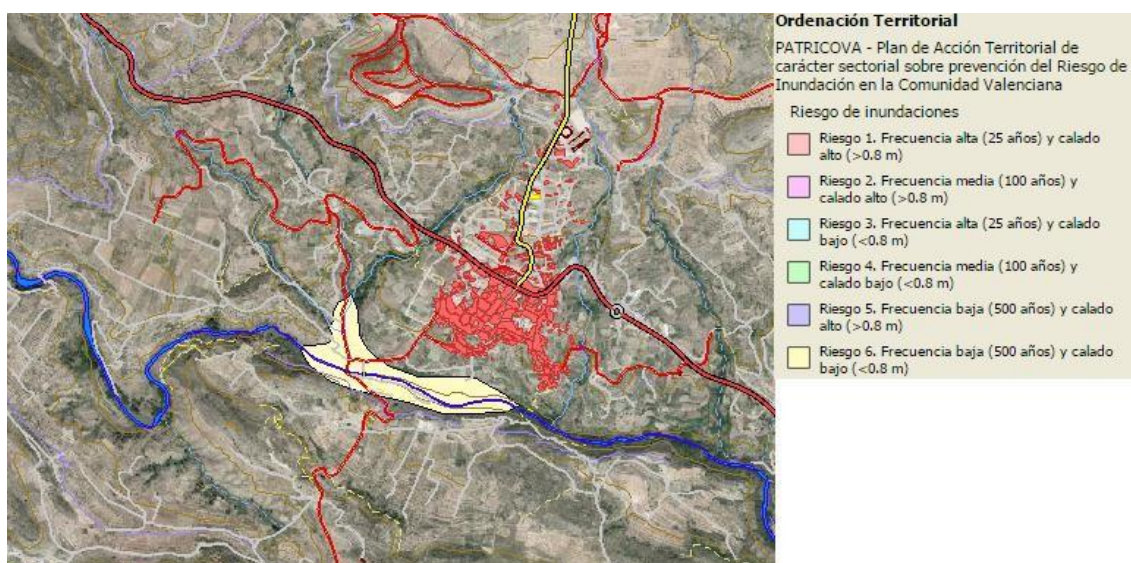 Ordenación Territorial
PATRICOVA - Plan de Acción Territorial de
carácter sectorial sobre prevención del Riesgo de
Inundación en la Comunidad Valenciana
Riesgo de inundaciones
Riesgo 1. Frecuencia alta (25 años) y calado
alto (>0.8 m)
Riesgo 2. Frecuencia media (100 años) y
calado alto (>0.8 m)
Riesgo 3. Frecuencia alta (25 años) y calado
bajo (<0.8 m)
Riesgo 4. Frecuencia media (100 años) y
calado bajo (<0.8 m)
Riesgo 5. Frecuencia baja (500 años) y calado
alto (>0.8 m)
Riesgo 6. Frecuencia baja (500 años) y calado
bajo (<0.8 m)